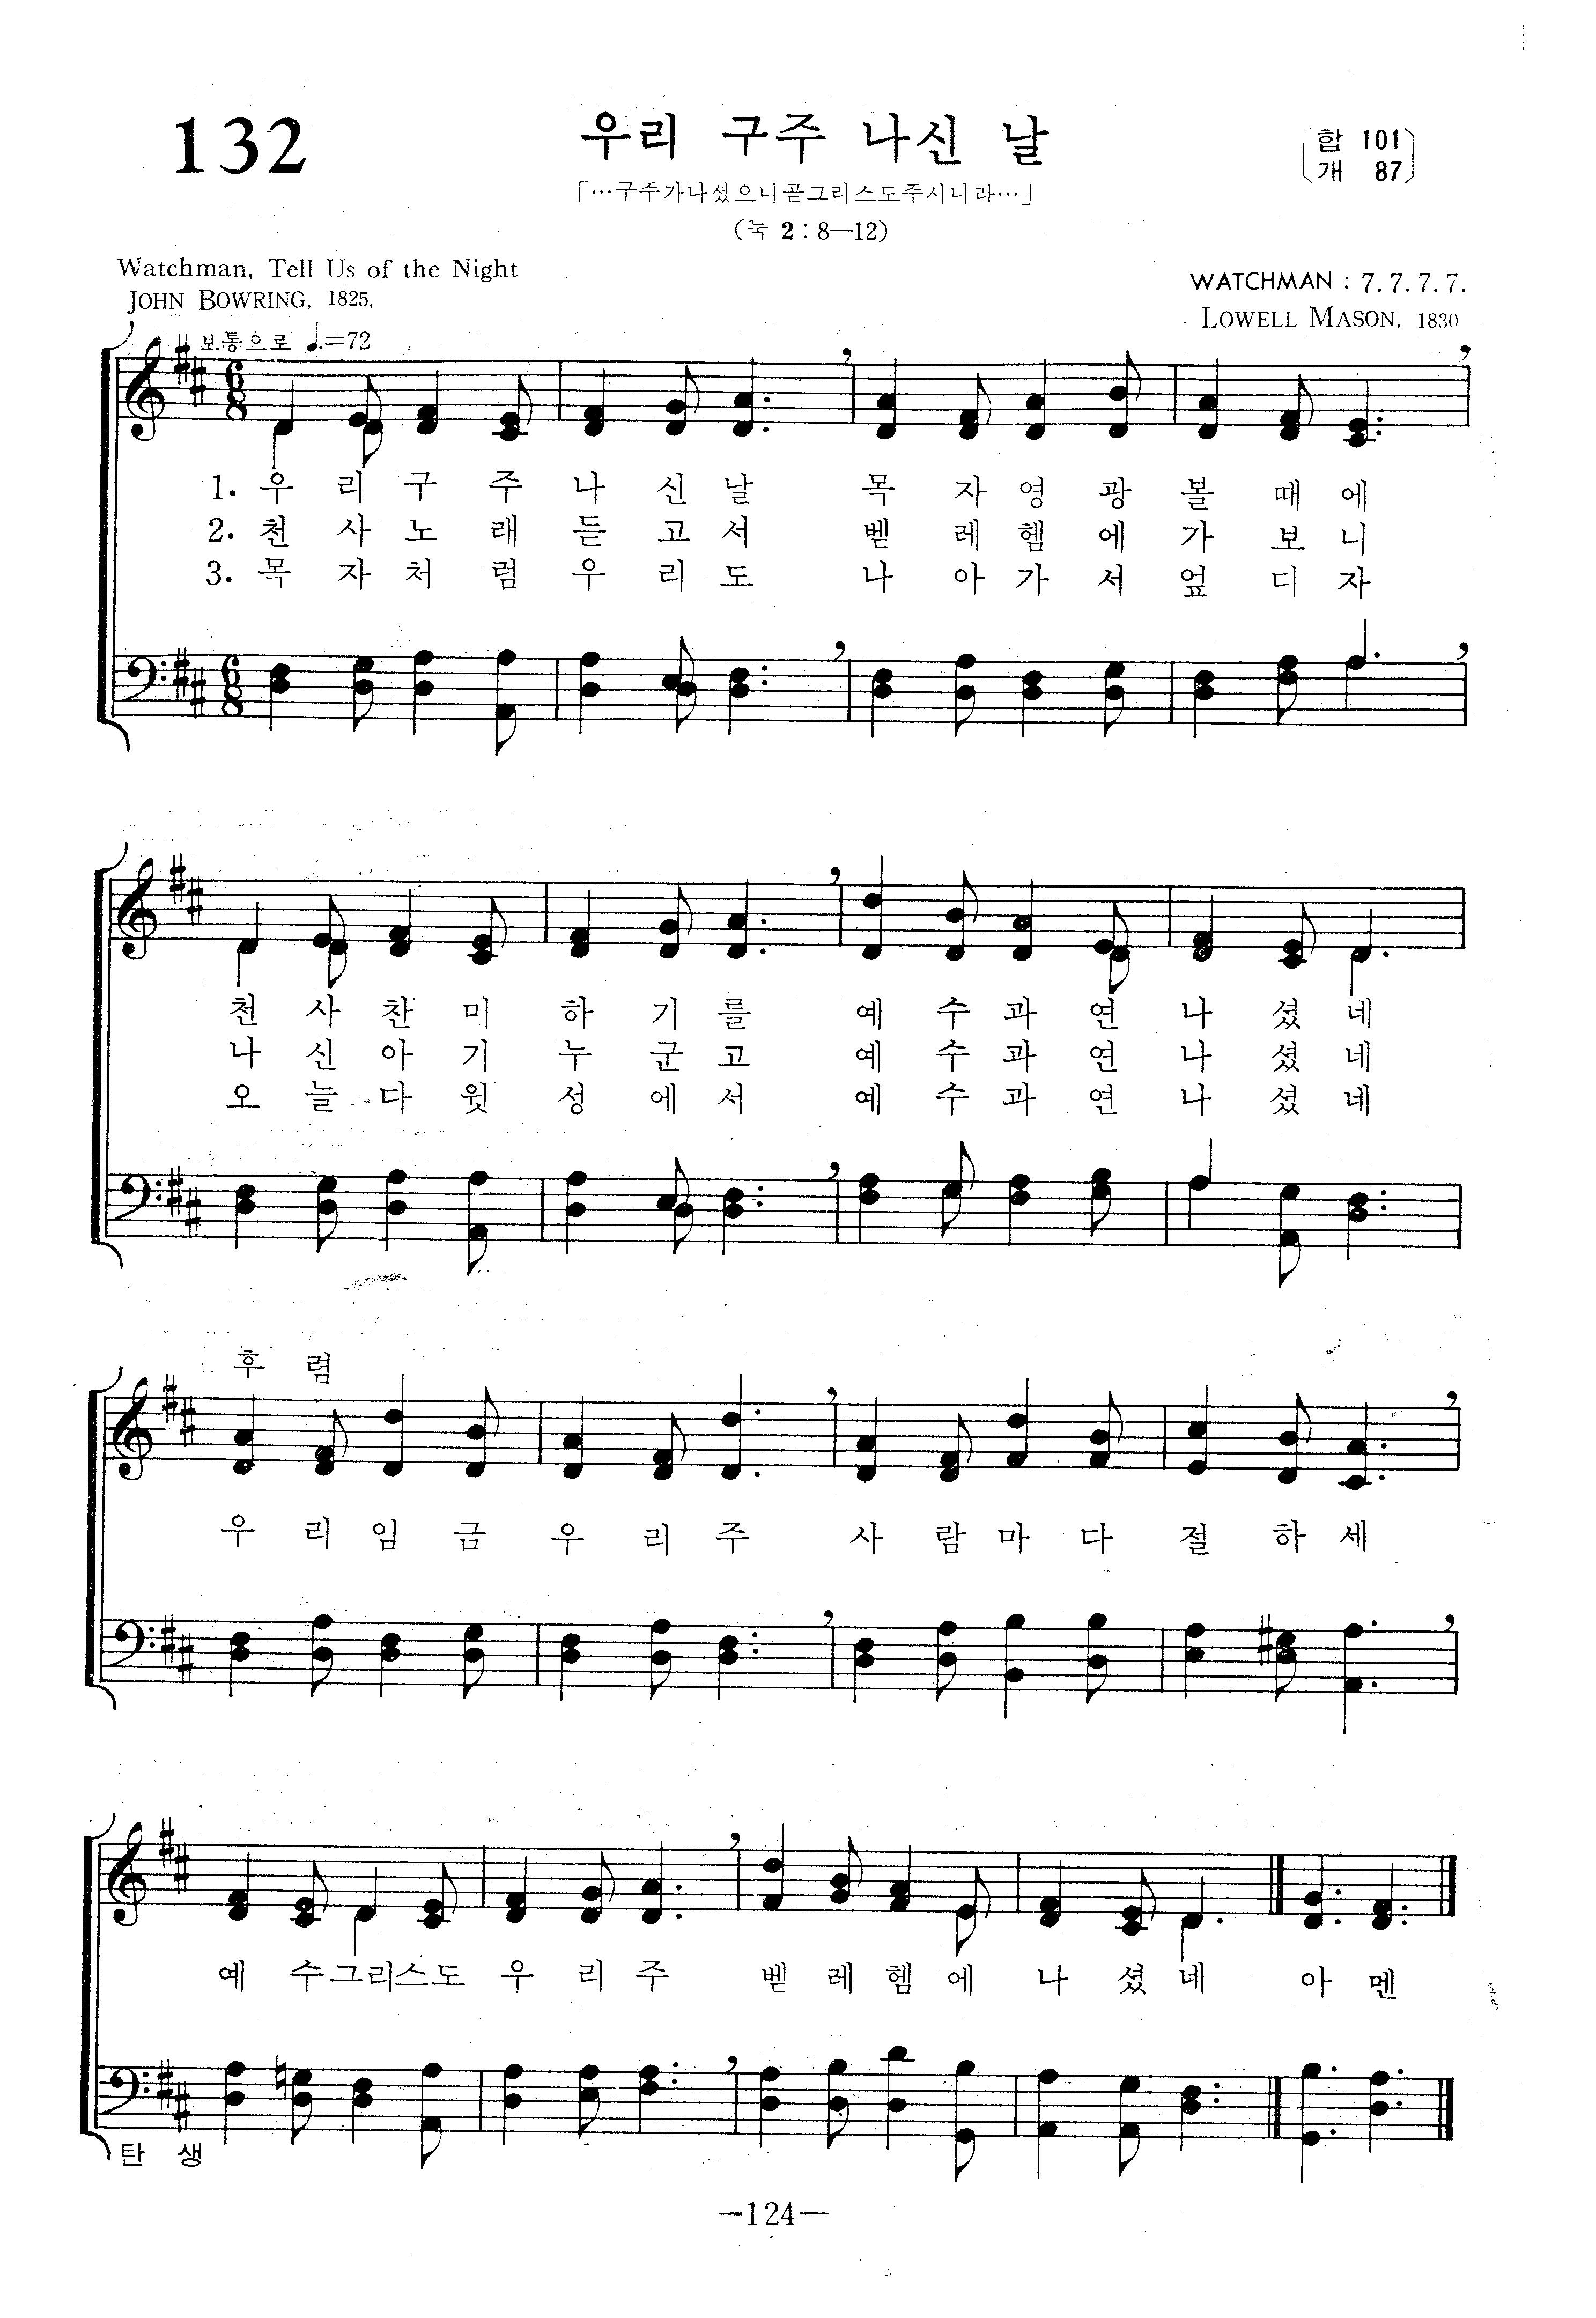 132
우리 구주 나신 날
합 101
개 87
「…구주가나셨으니곧그리스도주시니라…」
(눅 2 : 8—12)
Watchman, Tell Us of the Night
JOHN BOWRING, 1825,
WATCHMAN : 7. 7. 7. 7.
LOWELL MASON, 1830
보통으로 ♩.=72
1. 우 리 구 주 나 신 날 목 자 영 광 볼 때 에
2. 천 사 노 래 듣 고 서 벧 레 헴 에 가 보 니
3. 목 자 처 럼 우 리 도 나 아 가 서 엎 디 자
천 사 찬 미 하 기 를 예 수 과 연 나 셨 네
나 신 아 기 누 군 고 예 수 과 연 나 셨 네
오 늘 다 윗 성 에 서 예 수 과 연 나 셨 네
후 렴
우 리 임 금 우 리 주 사 람 마 다 절 하 세
예 수 그리스도 우 리 주 벧 레 헴 에 나 셨 네 아 멘
탄 생
—124—